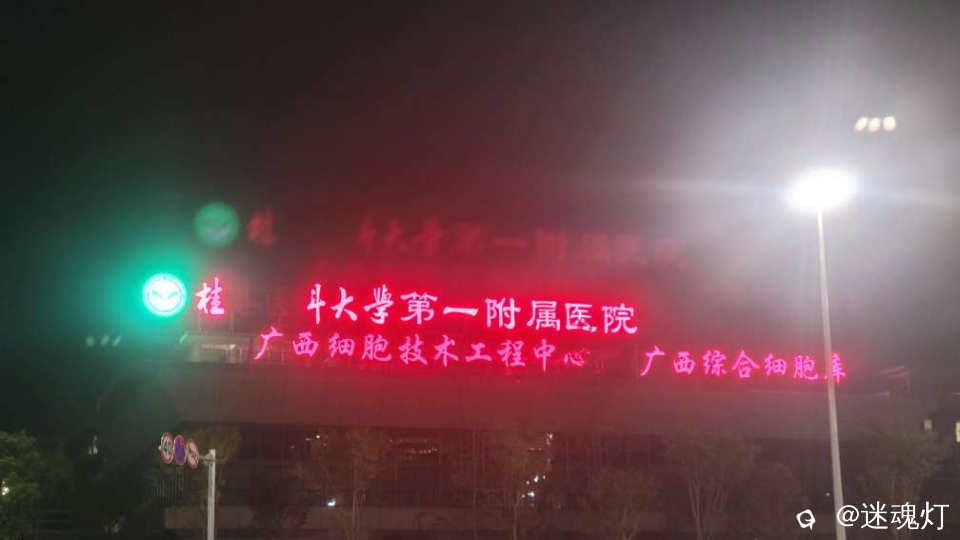 桂 斗大学第一附属医院
广西细胞技术工程中心 广西综合细胞库
@迷魂灯